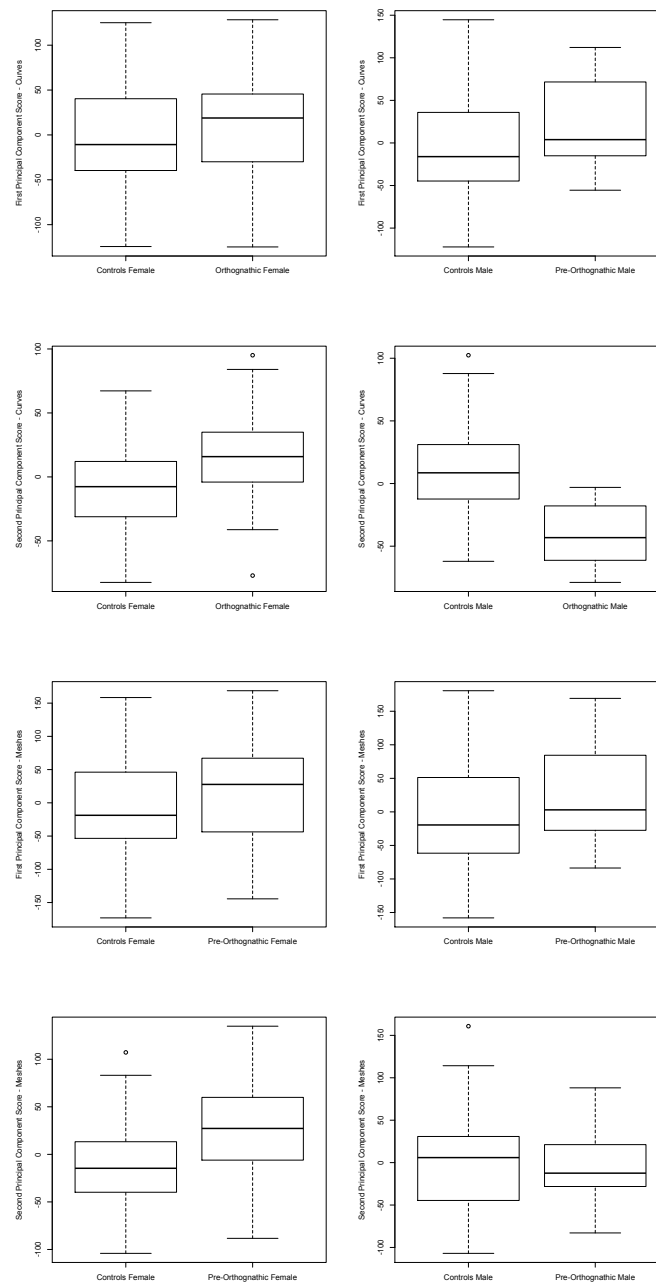 First Principal Component Score - Curves
-100
-50
0
50
100
Controls Female
Orthognathic Female
First Principal Component Score - Curves
-100
-50
0
50
100
150
Controls Male
Pre-Orthognathic Male
Second Principal Component Score - Curves
-50
0
50
100
Controls Female
Orthognathic Female
Second Principal Component Score - Curves
-50
0
50
100
Controls Male
Orthognathic Male
First Principal Component Score - Meshes
-150
-100
-50
0
50
100
150
Controls Female
Pre-Orthognathic Female
First Principal Component Score - Meshes
-150
-100
-50
0
50
100
150
Controls Male
Pre-Orthognathic Male
Second Principal Component Score - Meshes
-100
-50
0
50
100
Controls Female
Pre-Orthognathic Female
Second Principal Component Score - Meshes
-100
-50
0
50
100
150
Controls Male
Pre-Orthognathic Male